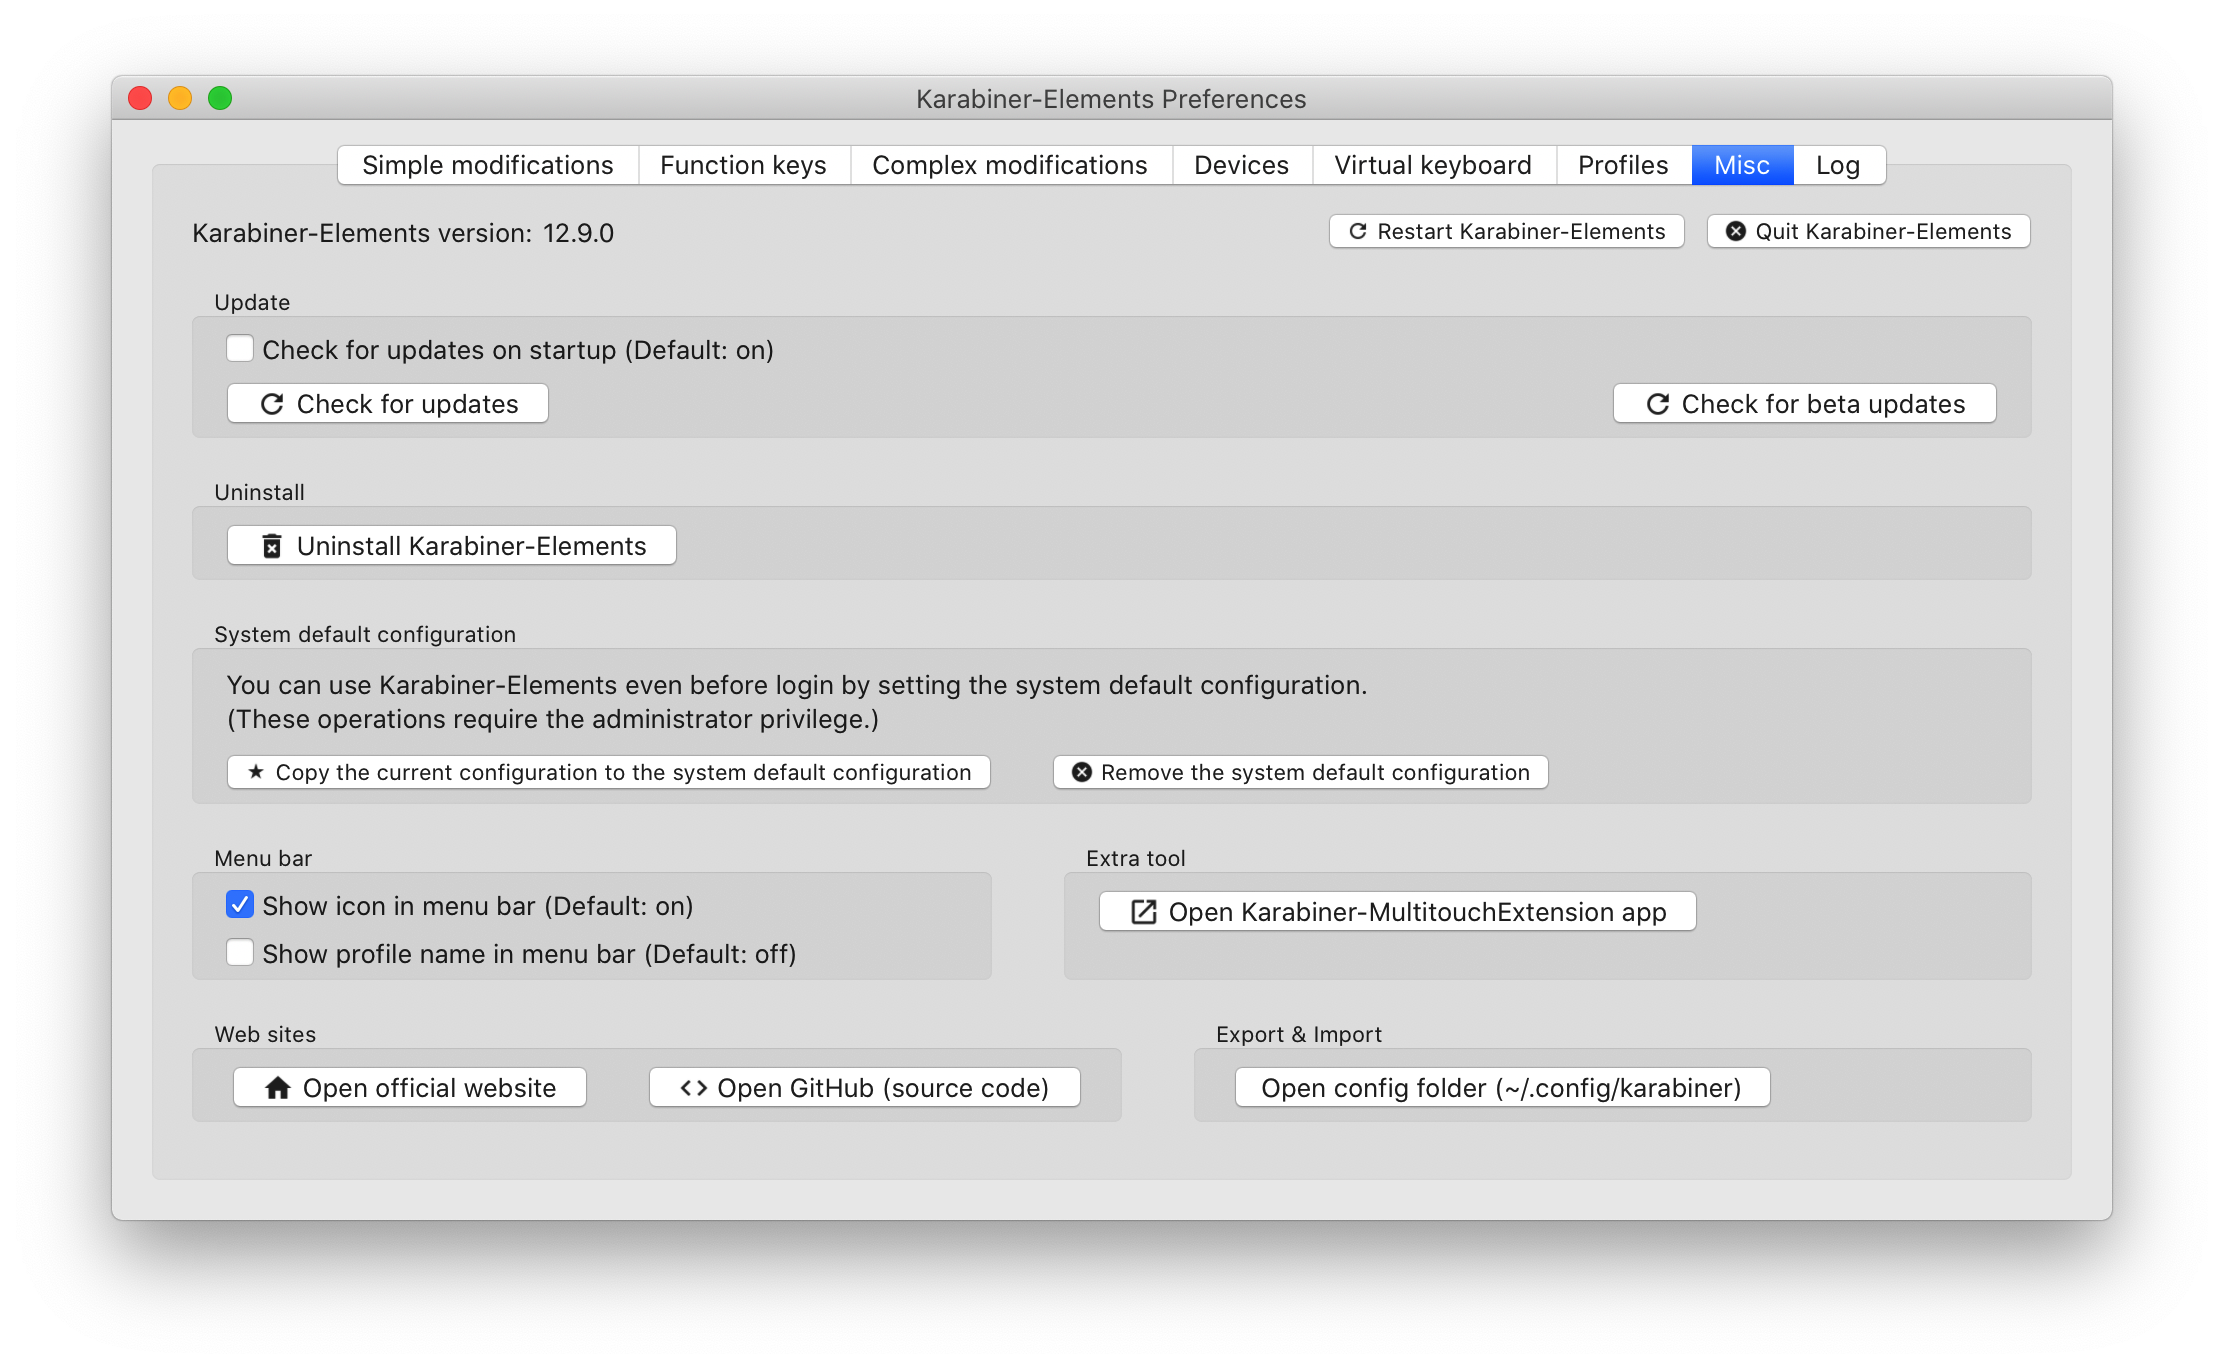 Karabiner-Elements Preferences
Simple modifications
Function keys
Complex modifications
Devices
Virtual keyboard
Profiles
Misc
Log
Karabiner-Elements version: 12.9.0
Restart Karabiner-Elements
Quit Karabiner-Elements
Update
Check for updates on startup (Default: on)
Check for updates
Check for beta updates
Uninstall
Uninstall Karabiner-Elements
System default configuration
You can use Karabiner-Elements even before login by setting the system default configuration.
(These operations require the administrator privilege.)
Copy the current configuration to the system default configuration
Remove the system default configuration
Menu bar
Show icon in menu bar (Default: on)
Show profile name in menu bar (Default: off)
Extra tool
Open Karabiner-MultitouchExtension app
Web sites
Open official website
Open GitHub (source code)
Export & Import
Open config folder (~/.config/karabiner)